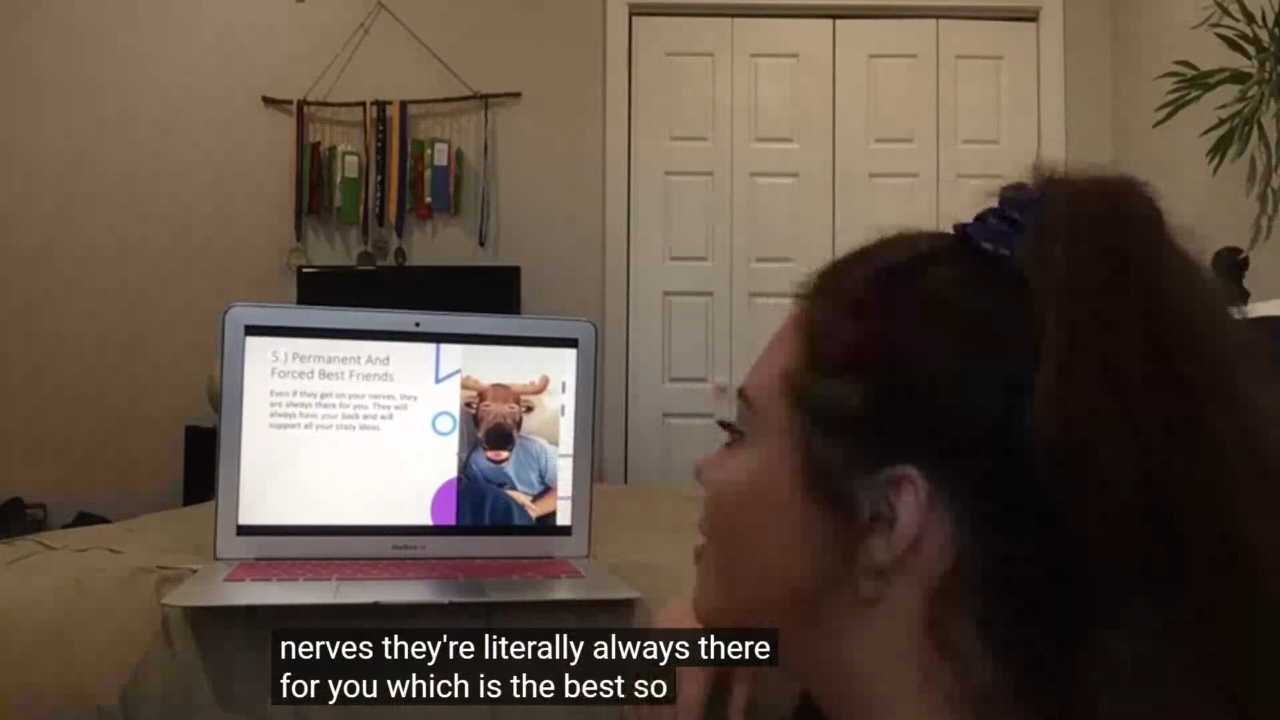 5.) Permanent And
Forced Best Friends
Even if they get on your nerves, they
are always there for you. They will
always have your back and will
support all your crazy ideas.
MacBook Air
nerves they're literally always there
for you which is the best so